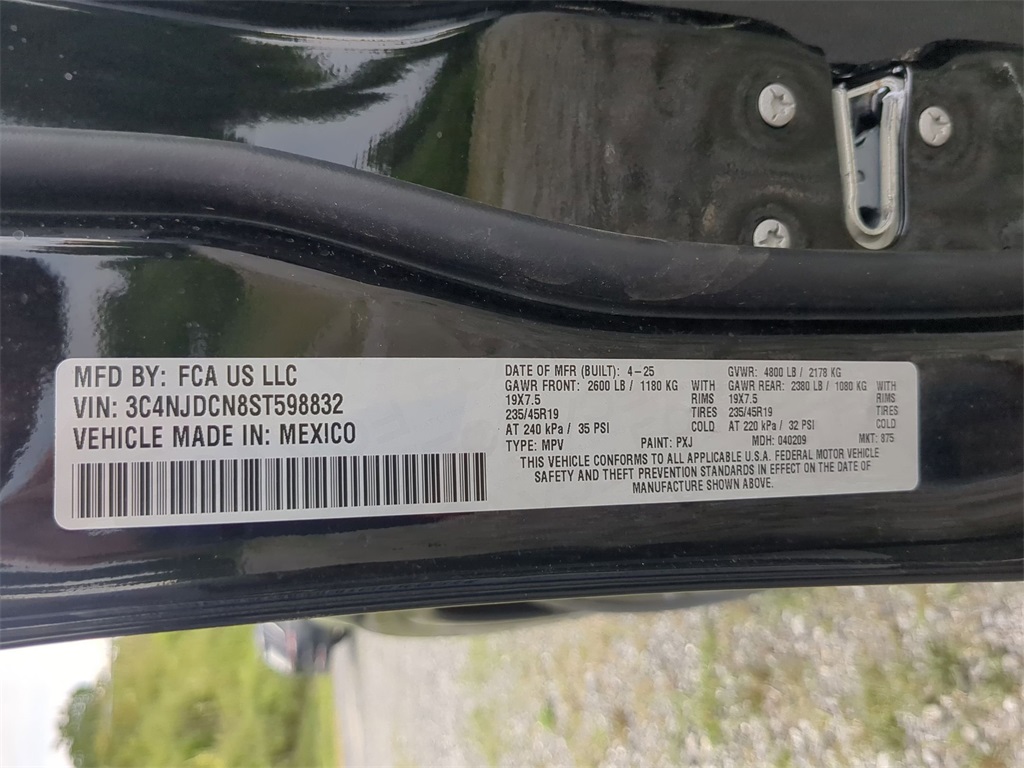 MFD BY: FCA US LLC
VIN: 3C4NJDCN8ST598832
VEHICLE MADE IN: MEXICO
DATE OF MFR (BUILT): 4-25 GVWR: 4800 LB / 2178 KG
GAWR FRONT: 2600 LB / 1180 KG WITH GAWR REAR: 2380 LB / 1080 KG WITH
19X7.5 RIMS 19X7.5 RIMS
235/45R19 TIRES 235/45R19 TIRES
AT 240 kPa / 35 PSI COLD AT 220 kPa / 32 PSI COLD
TYPE: MPV PAINT: PXJ MDH: 040209 MKT: 875
THIS VEHICLE CONFORMS TO ALL APPLICABLE U.S.A. FEDERAL MOTOR VEHICLE
SAFETY AND THEFT PREVENTION STANDARDS IN EFFECT ON THE DATE OF
MANUFACTURE SHOWN ABOVE.